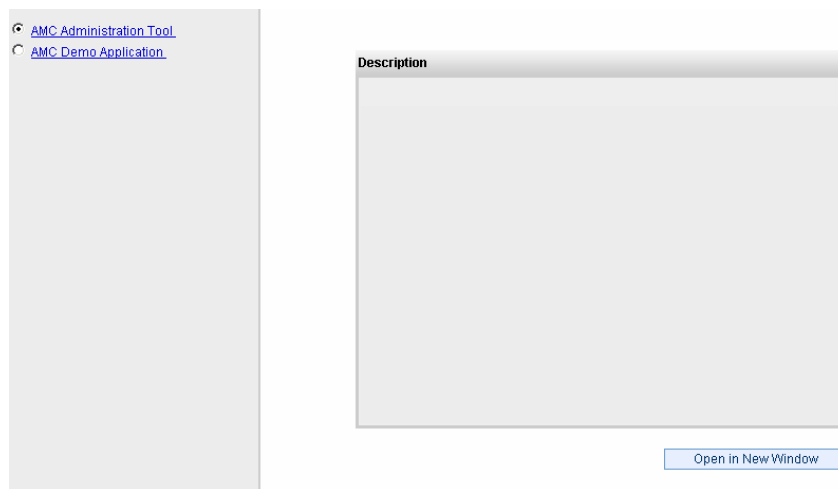 AMC Administration Tool
AMC Demo Application
Description
Open in New Window